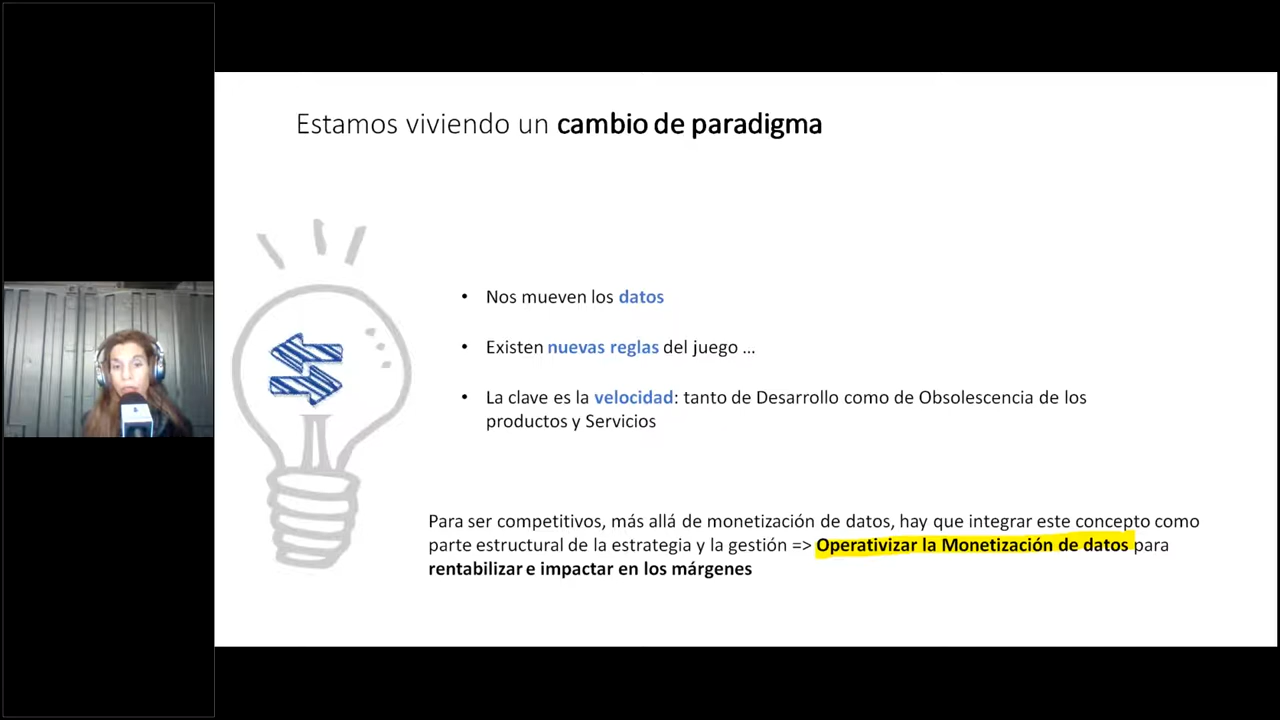 Estamos viviendo un cambio de paradigma
• Nos mueven los datos
• Existen nuevas reglas del juego ...
• La clave es la velocidad: tanto de Desarrollo como de Obsolescencia de los
productos y Servicios
Para ser competitivos, más allá de monetización de datos, hay que integrar este concepto como
parte estructural de la estrategia y la gestión => Operativizar la Monetización de datos para
rentabilizar e impactar en los márgenes